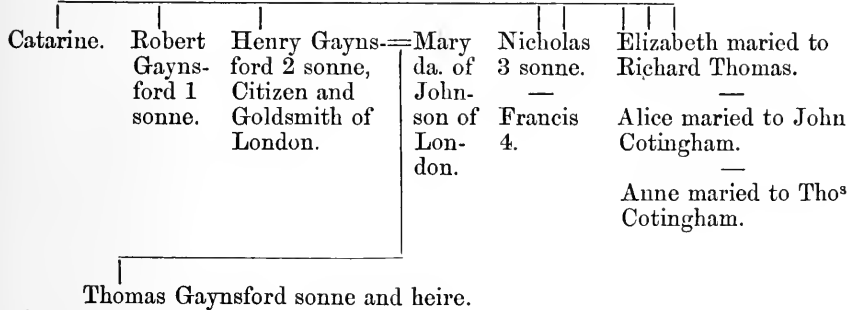 Catarine.
Robert
Gayns-
ford 1
sonne.
Henry Gayns-
ford 2 sonne,
Citizen and
Goldsmith of
London.
Mary
da. of
John-
son of
Lon-
don.
Nicholas
3 sonne.
—
Francis
4.
Elizabeth maried to
Richard Thomas.
—
Alice maried to John
Cotingham.
—
Anne maried to Thoˢ
Cotingham.
Thomas Gaynsford sonne and heire.